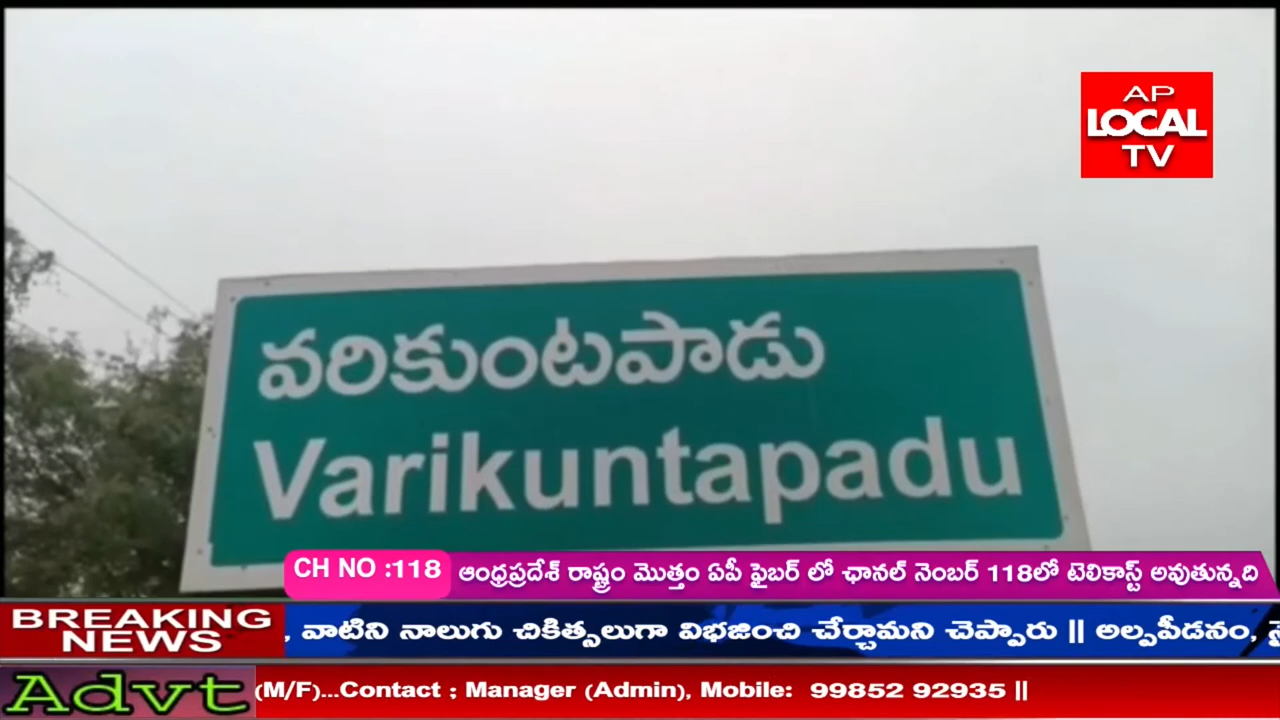 AP
LOCAL
TV
వరికుంటపాడు
Varikuntapadu
CH NO :118 ఆంధ్రప్రదేశ్ రాష్ట్రం మొత్తం ఏపీ ఫైబర్ లో ఛానల్ నెంబర్ 118లో టెలికాస్ట్ అవుతున్నది
BREAKING
NEWS
, వాటిని నాలుగు చికిత్సలుగా విభజించి చేర్చామని చెప్పారు || అల్పపీడనం,
Advt (M/F)...Contact ; Manager (Admin), Mobile: 99852 92935 ||